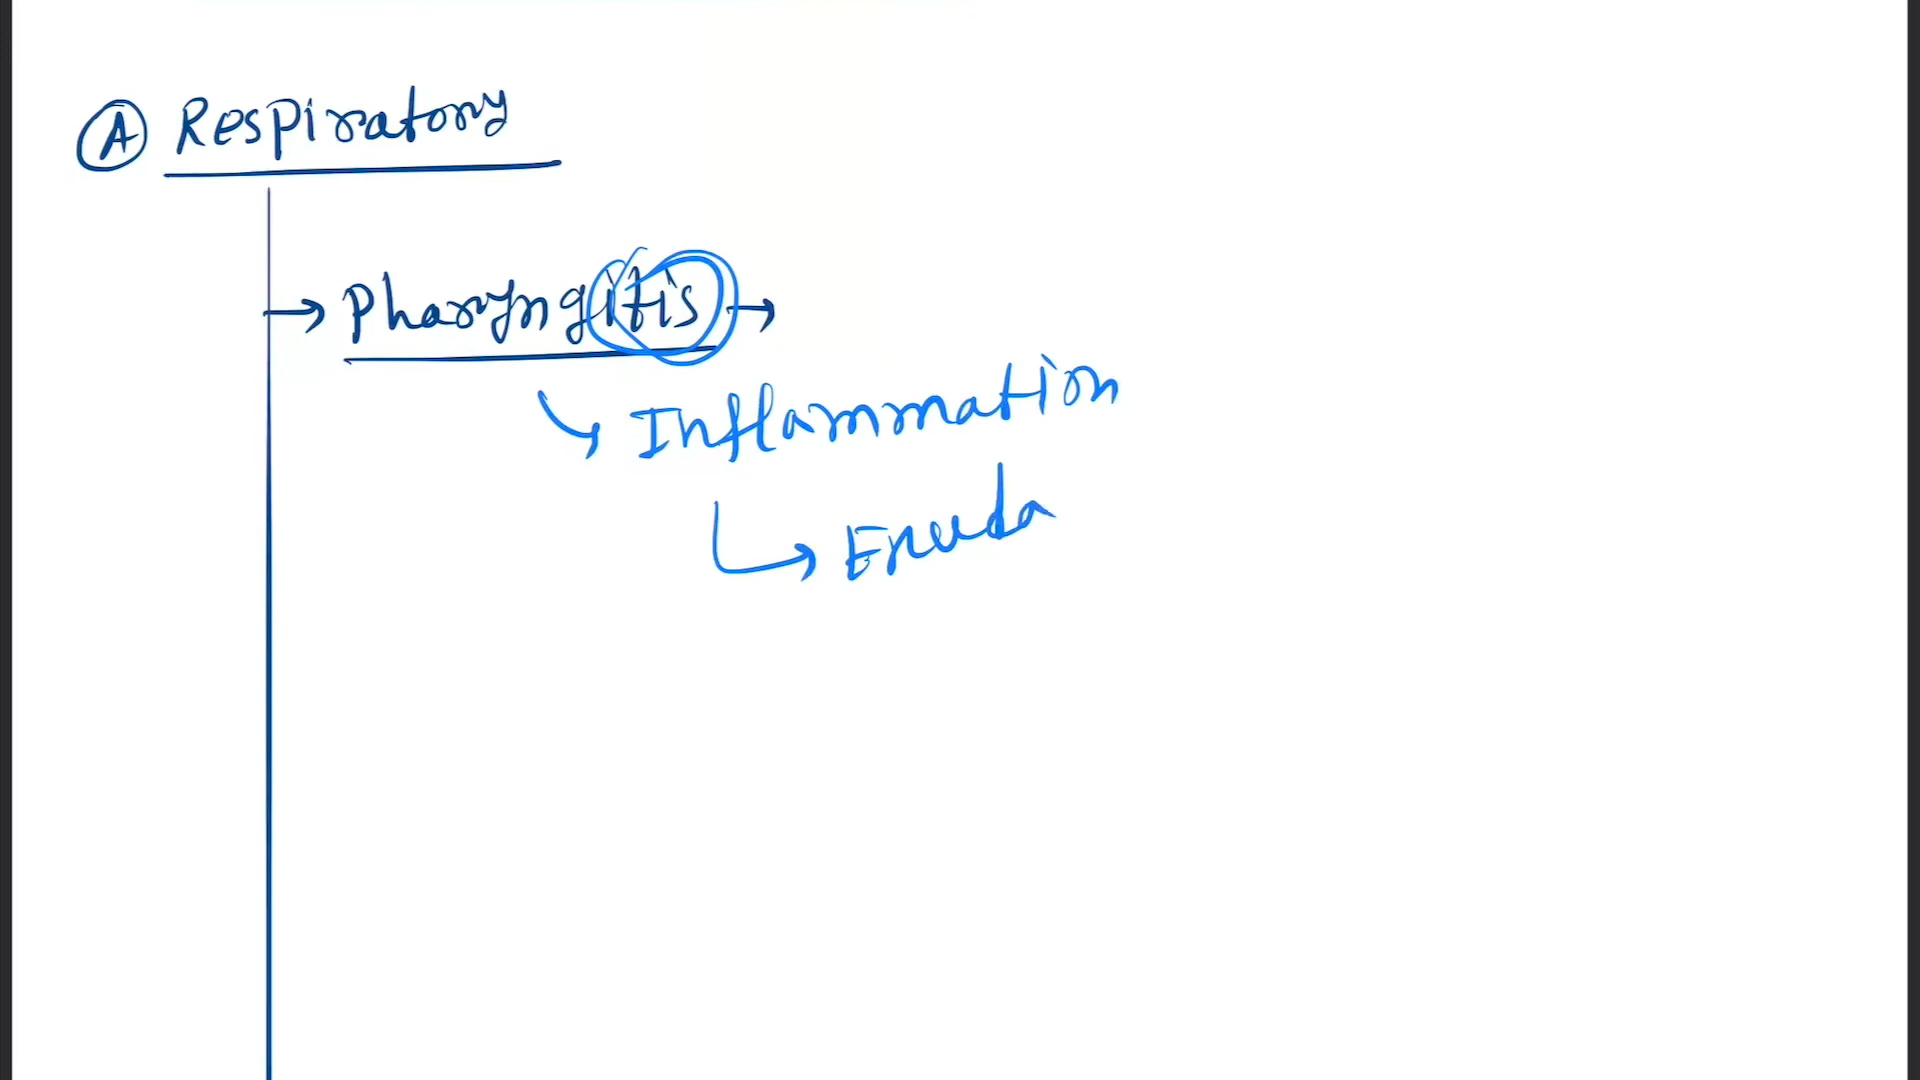 A Respiratory
→ Pharyngitis →
Inflammation
Exuda